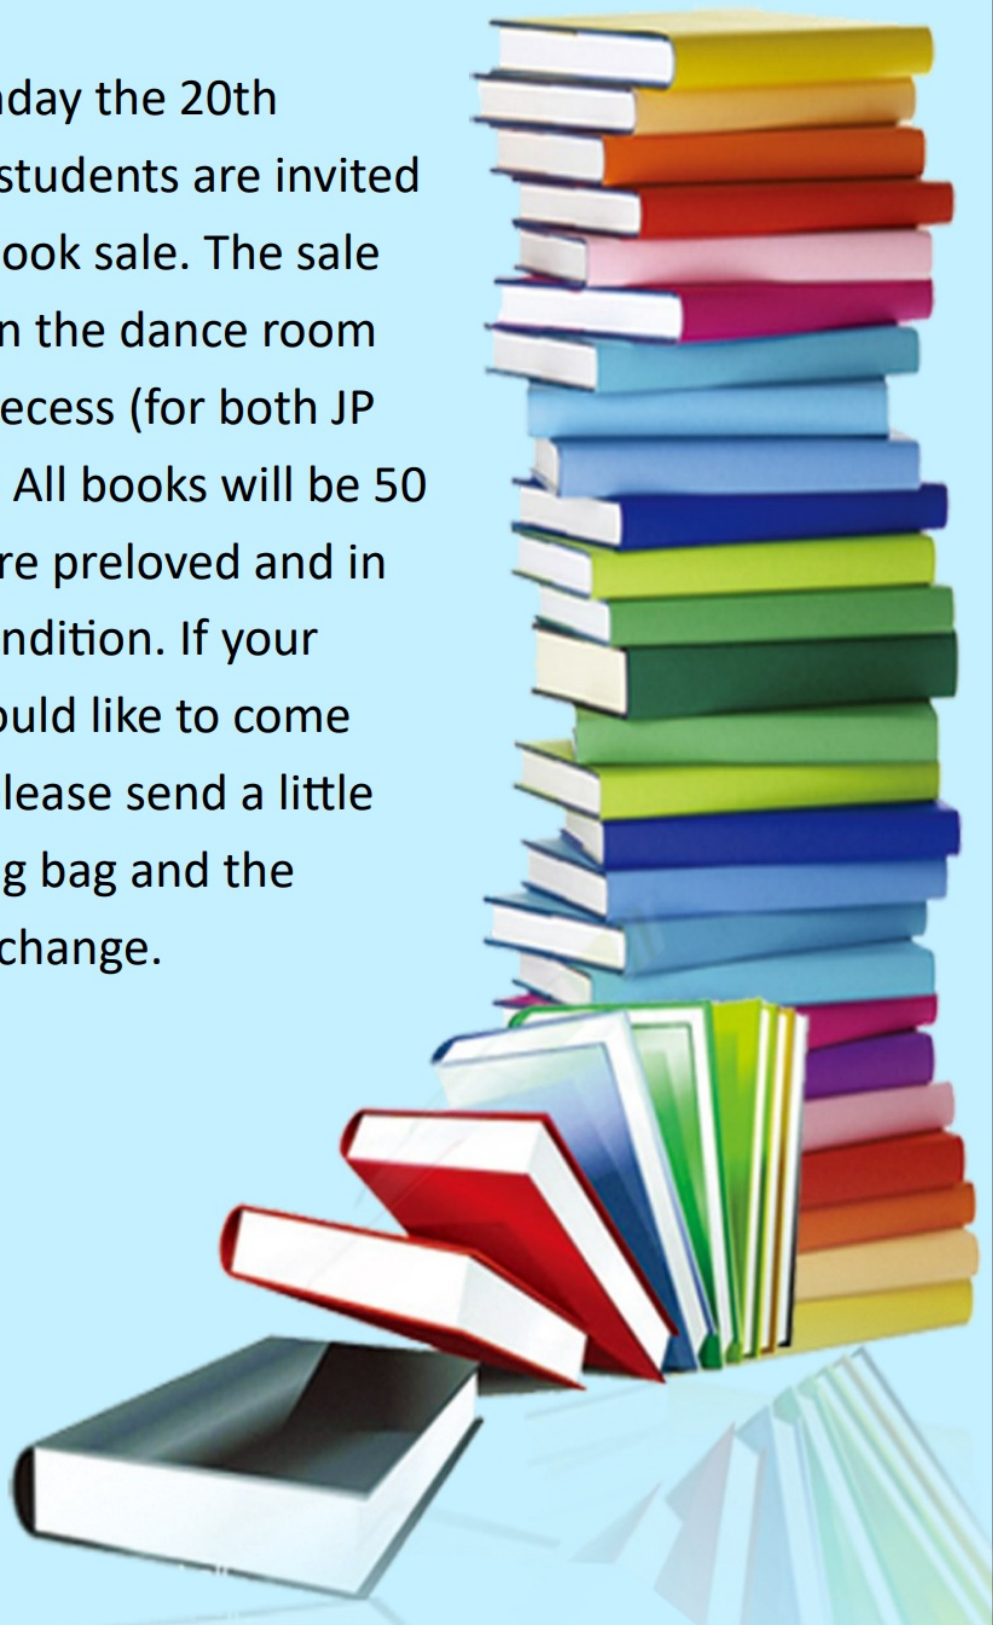 day the 20th
students are invited
ook sale. The sale
n the dance room
ecess (for both JP
All books will be 50
re preloved and in
ndition. If your
ould like to come
lease send a little
g bag and the
change.